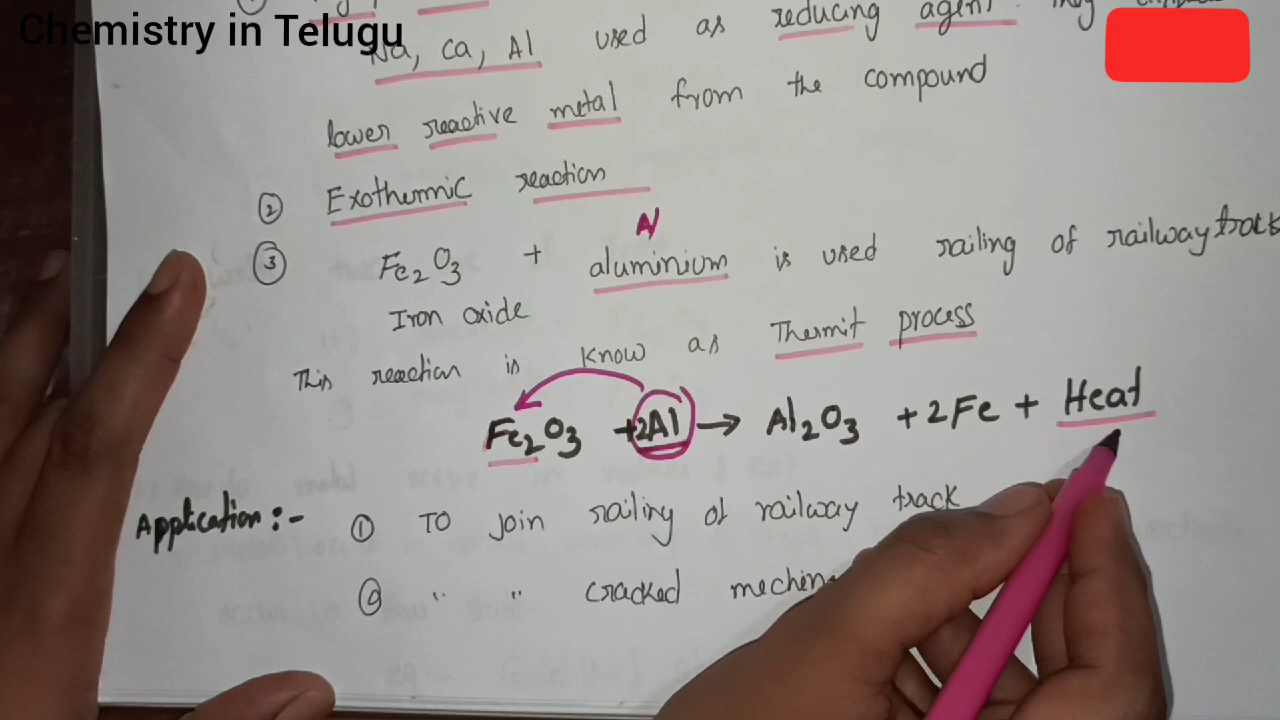 Chemistry in Telugu
Na, Ca, Al used as reducing agent. They
lower reactive metal from the compound
② Exothermic reaction
Al
③ Fe₂O₃ + aluminium is used railing of railway track
Iron oxide
This reaction is know as Thermit process
Fe₂O₃ + 2Al → Al₂O₃ + 2Fe + Heat
Application :- ① TO join railing of railway track
② " " cracked mechin